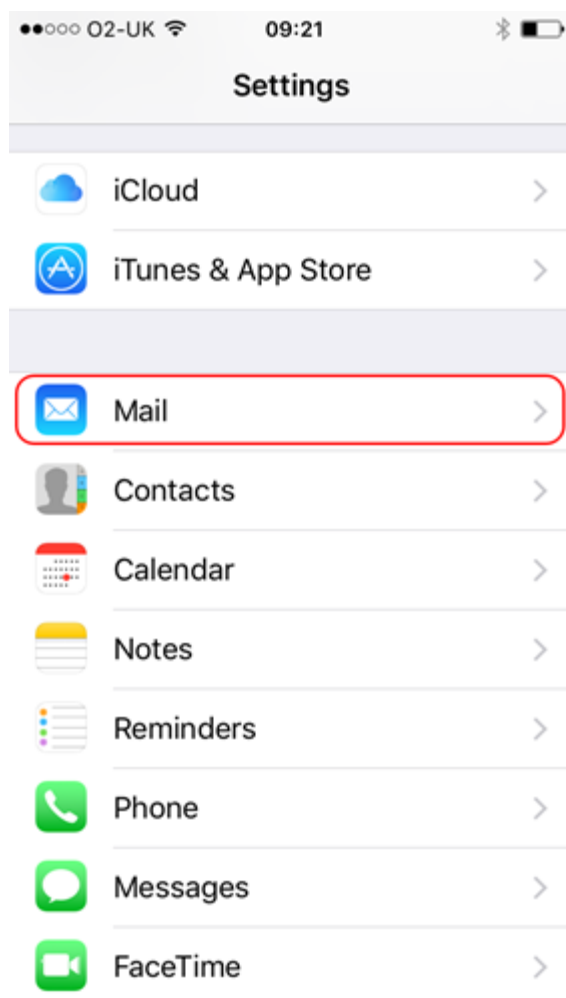 O2-UK 09:21
Settings
iCloud
iTunes & App Store
Mail
Contacts
Calendar
Notes
Reminders
Phone
Messages
FaceTime